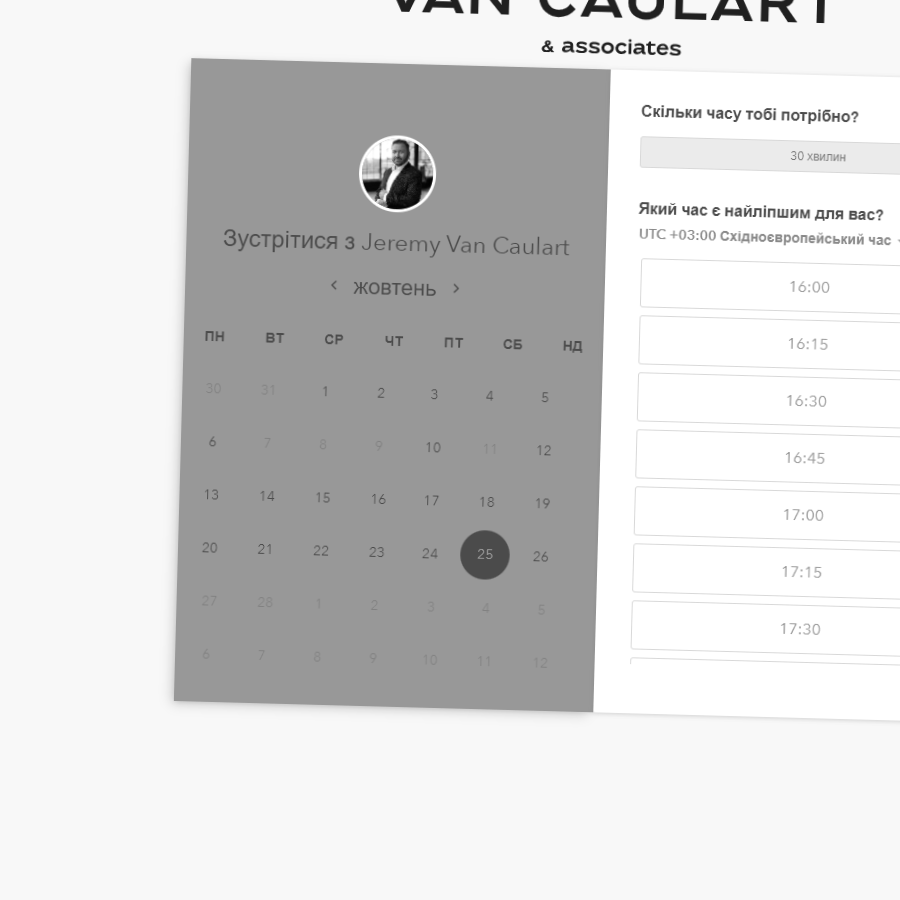 VAN CAULART
& associates
Зустрітися з Jeremy Van Caulart
жовтень
ПН ВТ СР ЧТ ПТ СБ НД
30 31 1 2 3 4 5
6 7 8 9 10 11 12
13 14 15 16 17 18 19
20 21 22 23 24 25 26
27 28 1 2 3 4 5
6 7 8 9 10 11 12
Скільки часу тобі потрібно?
30 хвилин
Який час є найліпшим для вас?
UTC +03:00 Східноєвропейський час
16:00
16:15
16:30
16:45
17:00
17:15
17:30